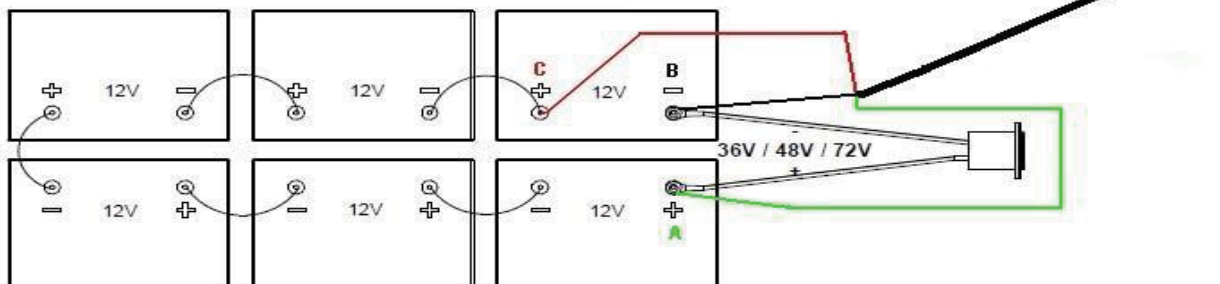 C B
+ 12V − + 12V − + 12V −
-
36V / 48V / 72V
+
− 12V + − 12V + − 12V +
A